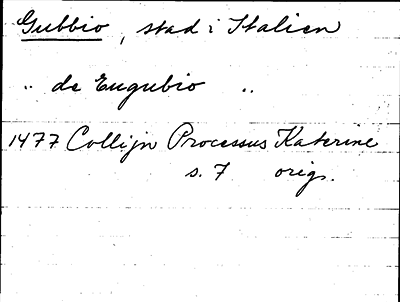 Gubbio, stad i Italien
" de Eugubio "
1477 Collijn Processus Katerine
s. 7 orig.